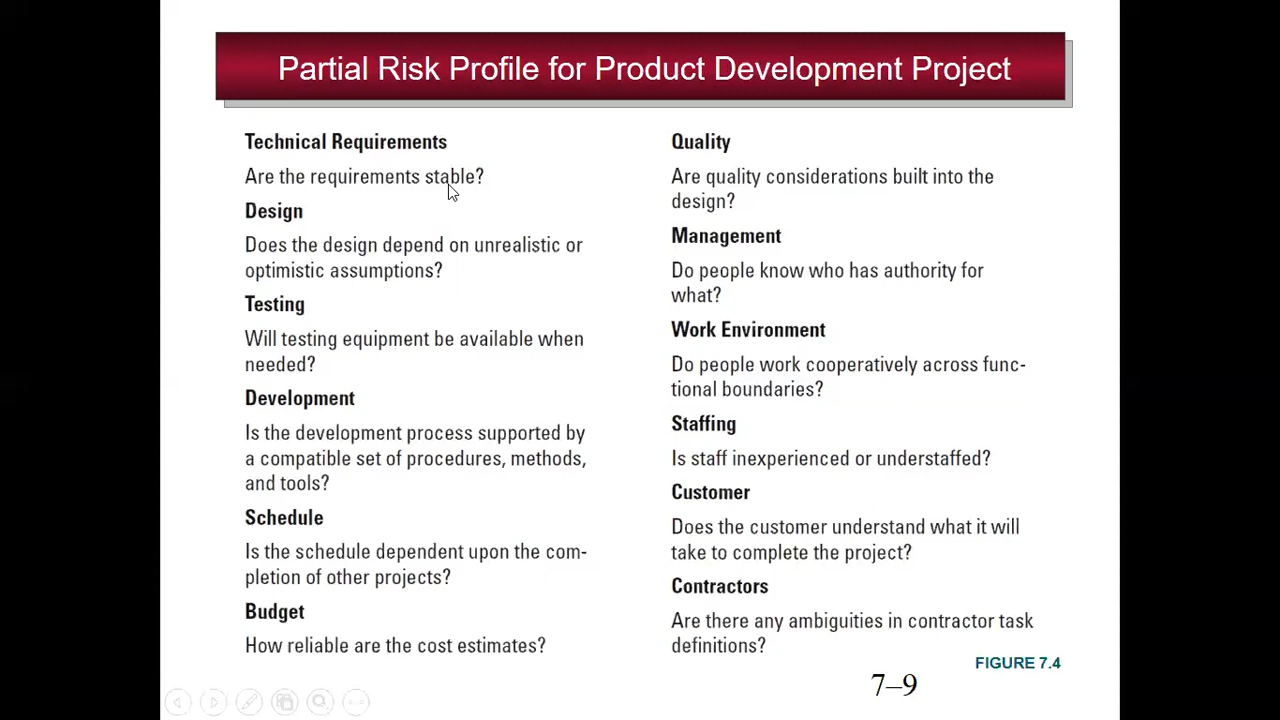 Partial Risk Profile for Product Development Project
Technical Requirements
Are the requirements stable?
Design
Does the design depend on unrealistic or
optimistic assumptions?
Testing
Will testing equipment be available when
needed?
Development
Is the development process supported by
a compatible set of procedures, methods,
and tools?
Schedule
Is the schedule dependent upon the com-
pletion of other projects?
Budget
How reliable are the cost estimates?
Quality
Are quality considerations built into the
design?
Management
Do people know who has authority for
what?
Work Environment
Do people work cooperatively across func-
tional boundaries?
Staffing
Is staff inexperienced or understaffed?
Customer
Does the customer understand what it will
take to complete the project?
Contractors
Are there any ambiguities in contractor task
definitions?
FIGURE 7.4
7–9